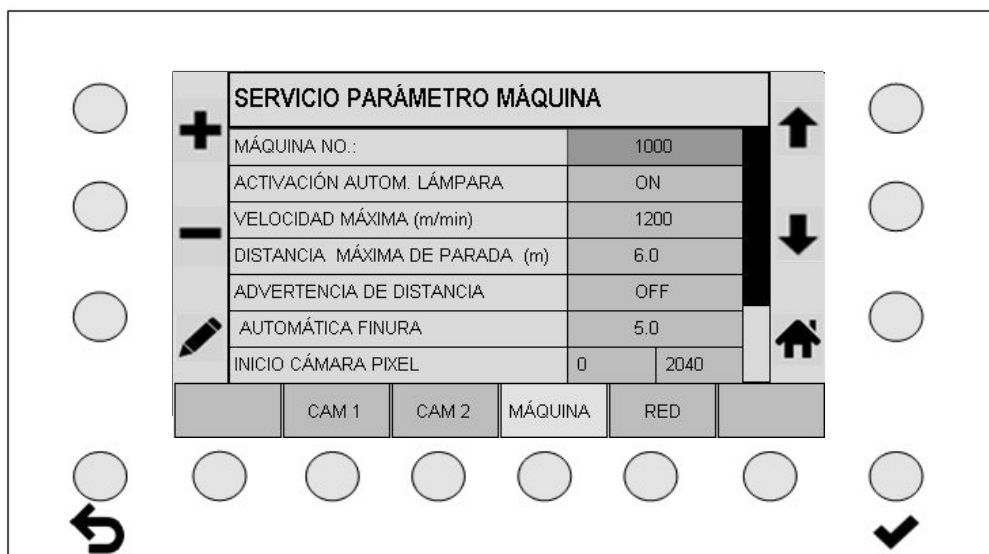 SERVICIO PARÁMETRO MÁQUINA
MÁQUINA NO.: 1000
ACTIVACIÓN AUTOM. LÁMPARA ON
VELOCIDAD MÁXIMA (m/min) 1200
DISTANCIA MÁXIMA DE PARADA (m) 6.0
ADVERTENCIA DE DISTANCIA OFF
AUTOMÁTICA FINURA 5.0
INICIO CÁMARA PIXEL 0 2040
CAM 1 CAM 2 MÁQUINA RED